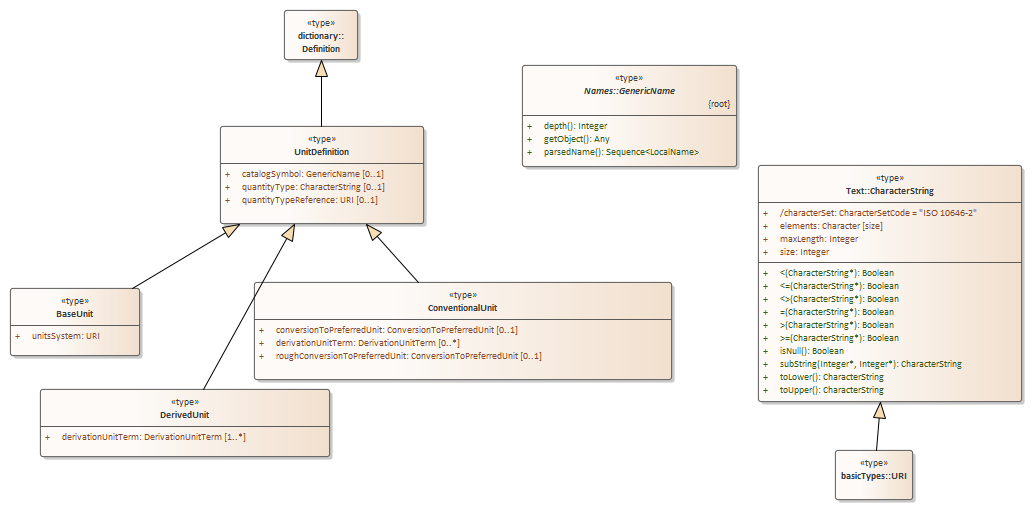 «type»
dictionary::
Definition
«type»
UnitDefinition
+ catalogSymbol: GenericName [0..1]
+ quantityType: CharacterString [0..1]
+ quantityTypeReference: URI [0..1]
«type»
BaseUnit
+ unitsSystem: URI
«type»
ConventionalUnit
+ conversionToPreferredUnit: ConversionToPreferredUnit [0..1]
+ derivationUnitTerm: DerivationUnitTerm [0..*]
+ roughConversionToPreferredUnit: ConversionToPreferredUnit [0..1]
«type»
DerivedUnit
+ derivationUnitTerm: DerivationUnitTerm [1..*]
«type»
Names::GenericName
{root}
+ depth(): Integer
+ getObject(): Any
+ parsedName(): Sequence<LocalName>
«type»
Text::CharacterString
+ /characterSet: CharacterSetCode = "ISO 10646-2"
+ elements: Character [size]
+ maxLength: Integer
+ size: Integer
+ <(CharacterString*): Boolean
+ <=(CharacterString*): Boolean
+ <>(CharacterString*): Boolean
+ =(CharacterString*): Boolean
+ >(CharacterString*): Boolean
+ >=(CharacterString*): Boolean
+ isNull(): Boolean
+ subString(Integer*, Integer*): CharacterString
+ toLower(): CharacterString
+ toUpper(): CharacterString
«type»
basicTypes::URI